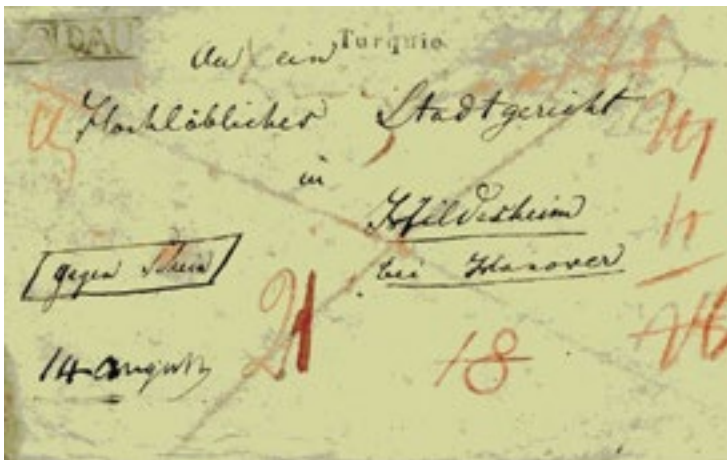 Turquie
An ein
Hochlöbliches Stadtgericht
in
Hildesheim
bei Hanover
gegen Schein
14 august
21
18